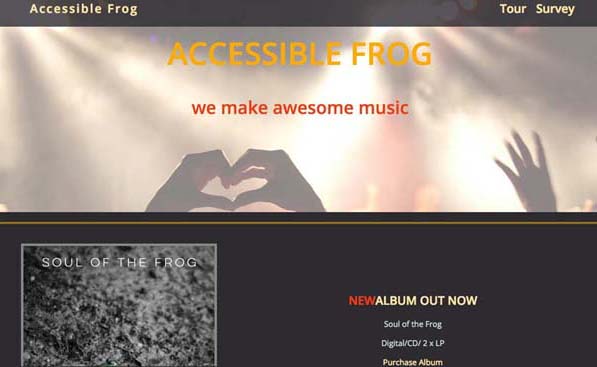 Accessible Frog
Tour Survey
ACCESSIBLE FROG
we make awesome music
SOUL OF THE FROG
NEWALBUM OUT NOW
Soul of the Frog
Digital/CD/ 2 x LP
Purchase Album